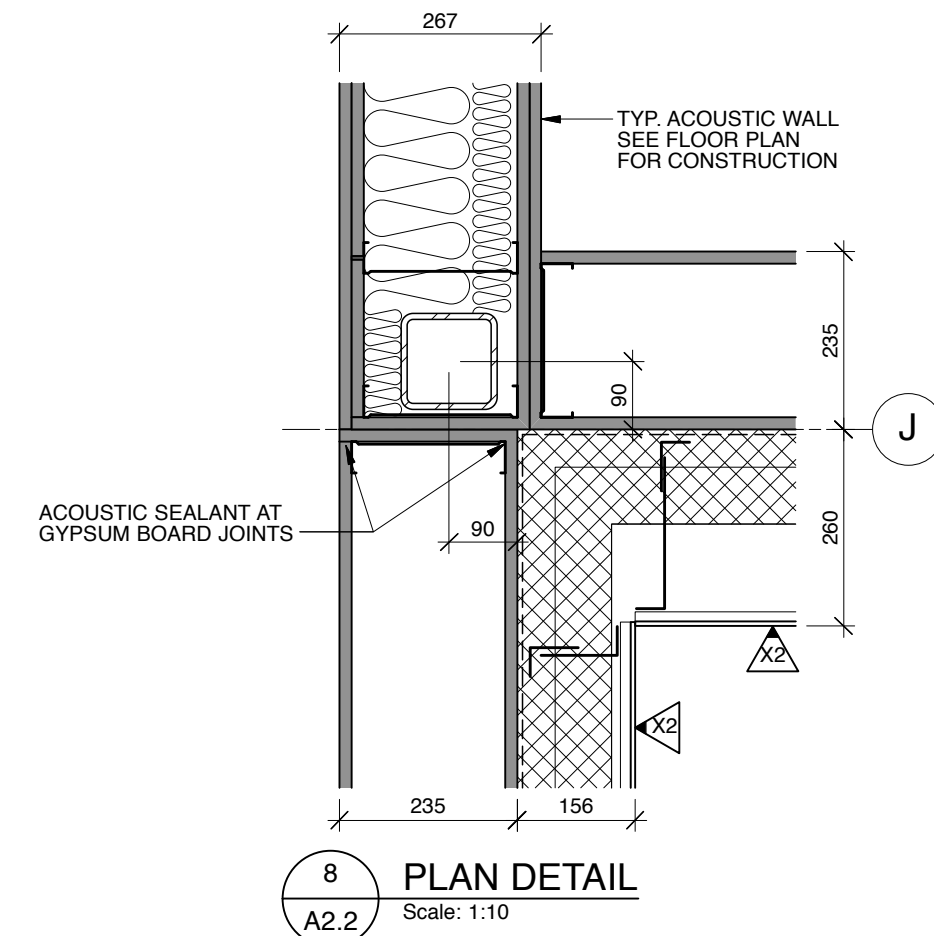 267
TYP. ACOUSTIC WALL
SEE FLOOR PLAN
FOR CONSTRUCTION
235
90
J
ACOUSTIC SEALANT AT
GYPSUM BOARD JOINTS
90
260
X2
X2
235
156
8
A2.2
PLAN DETAIL
Scale: 1:10